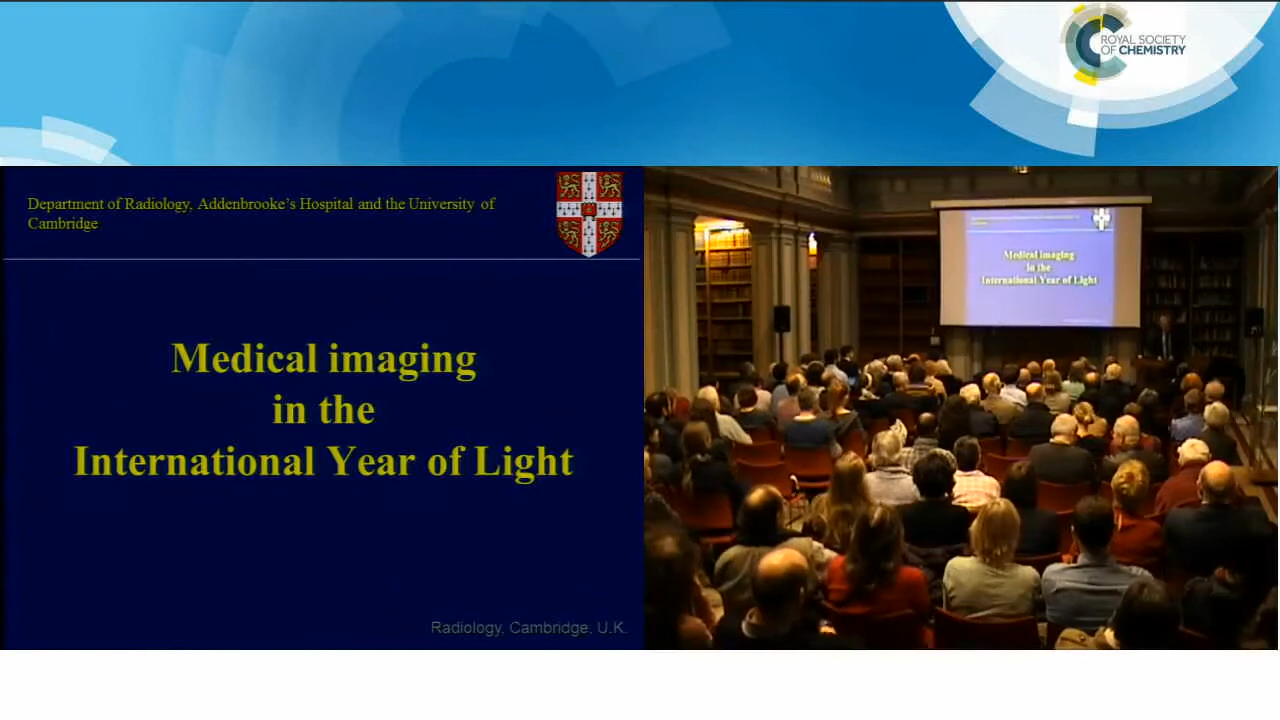 ROYAL SOCIETY
OF CHEMISTRY
Department of Radiology, Addenbrooke's Hospital and the University of
Cambridge
Medical imaging
in the
International Year of Light
Radiology, Cambridge, U.K.
Medical imaging
in the
International Year of Light